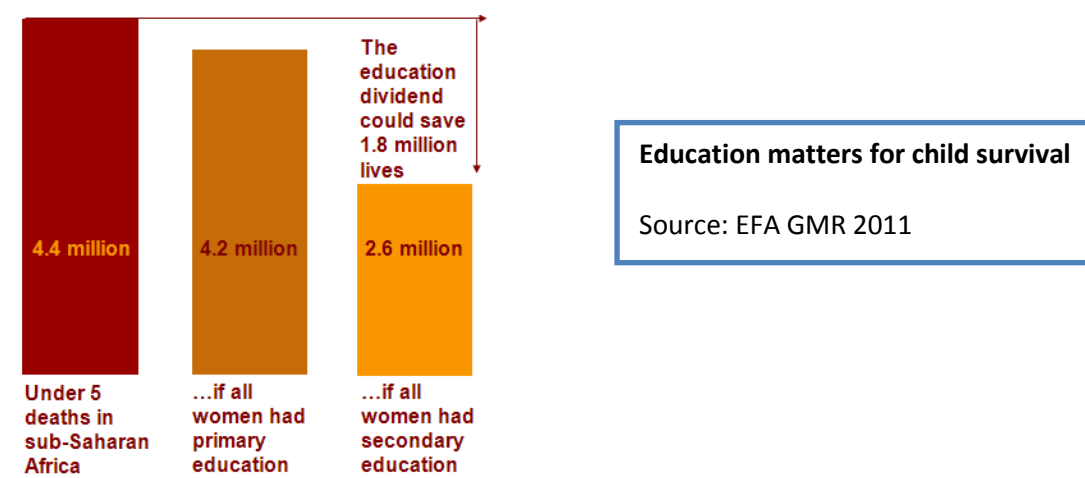 The
education
dividend
could save
1.8 million
lives
4.4 million
4.2 million
2.6 million
Under 5
deaths in
sub-Saharan
Africa
…if all
women had
primary
education
…if all
women had
secondary
education
Education matters for child survival
Source: EFA GMR 2011